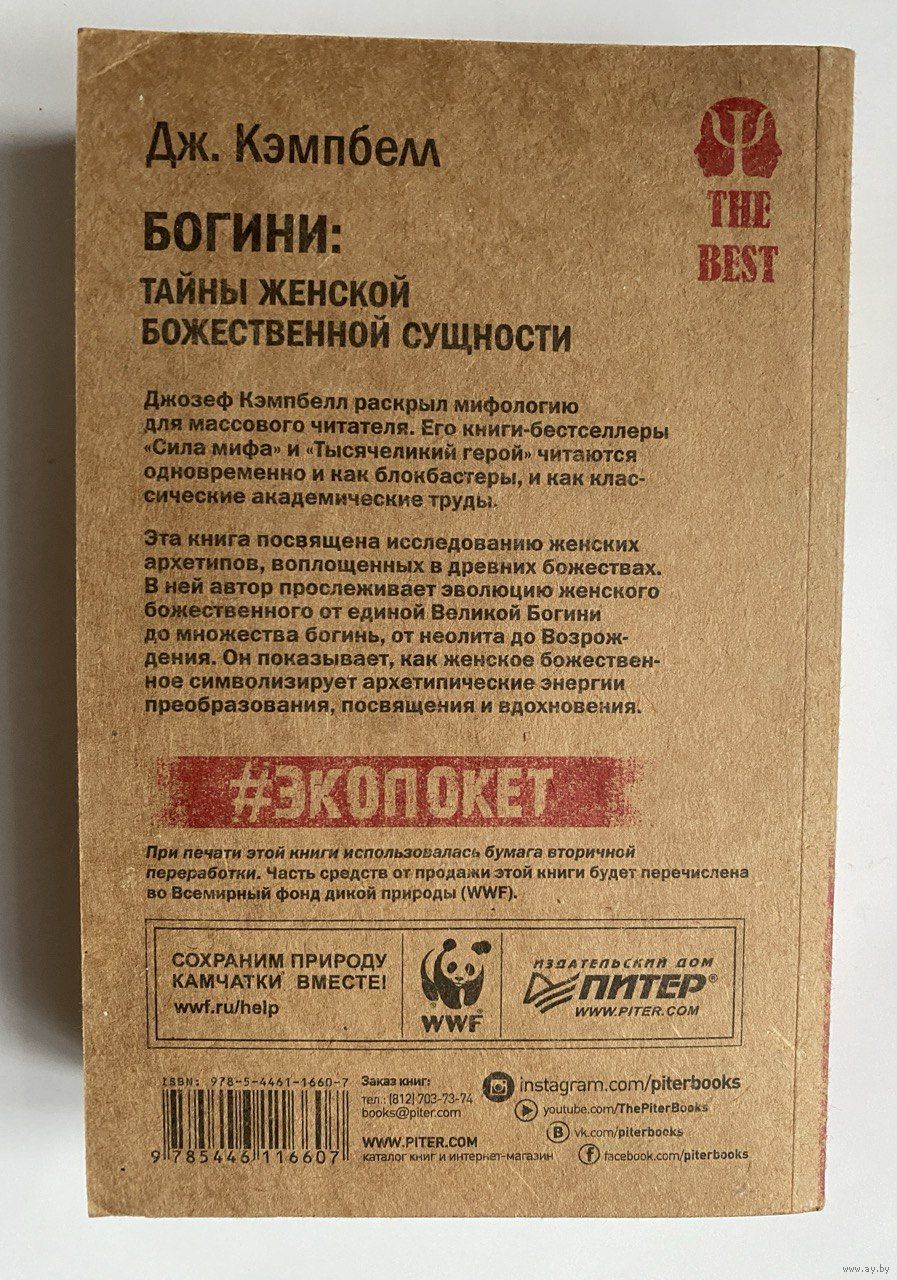 Дж. Кэмпбелл
THE
BEST
БОГИНИ:
ТАЙНЫ ЖЕНСКОЙ
БОЖЕСТВЕННОЙ СУЩНОСТИ
Джозеф Кэмпбелл раскрыл мифологию
для массового читателя. Его книги-бестселлеры
«Сила мифа» и «Тысячеликий герой» читаются
одновременно и как блокбастеры, и как клас-
сические академические труды.
Эта книга посвящена исследованию женских
архетипов, воплощенных в древних божествах.
В ней автор прослеживает эволюцию женского
божественного от единой Великой Богини
до множества богинь, от неолита до Возрож-
дения. Он показывает, как женское божествен-
ное символизирует архетипические энергии
преобразования, посвящения и вдохновения.
#ЭКОПОКЕТ
При печати этой книги использовалась бумага вторичной
переработки. Часть средств от продажи этой книги будет перечислена
во Всемирный фонд дикой природы (WWF).
СОХРАНИМ ПРИРОДУ
КАМЧАТКИ ВМЕСТЕ!
wwf.ru/help
WWF®
ИЗДАТЕЛЬСКИЙ ДОМ
ПИТЕР®
WWW.PITER.COM
ISBN: 978-5-4461-1660-7
9 785446 116607
Заказ книг:
тел.: (812) 703-73-74
books@piter.com
WWW.PITER.COM
каталог книг и интернет-магазин
instagram.com/piterbooks
youtube.com/ThePiterBooks
vk.com/piterbooks
facebook.com/piterbooks
www.ay.by